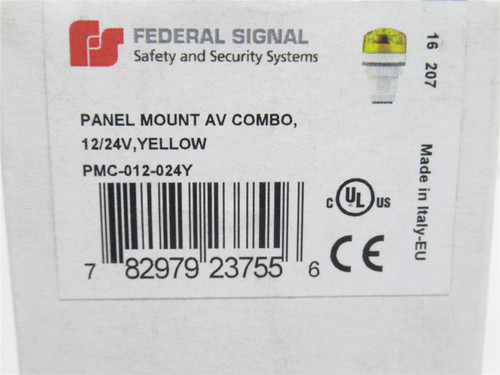 FEDERAL SIGNAL
Safety and Security Systems
PANEL MOUNT AV COMBO,
12/24V,YELLOW
PMC-012-024Y
7 82979 23755 6
C UL US
CE
16 207
Made in Italy-EU